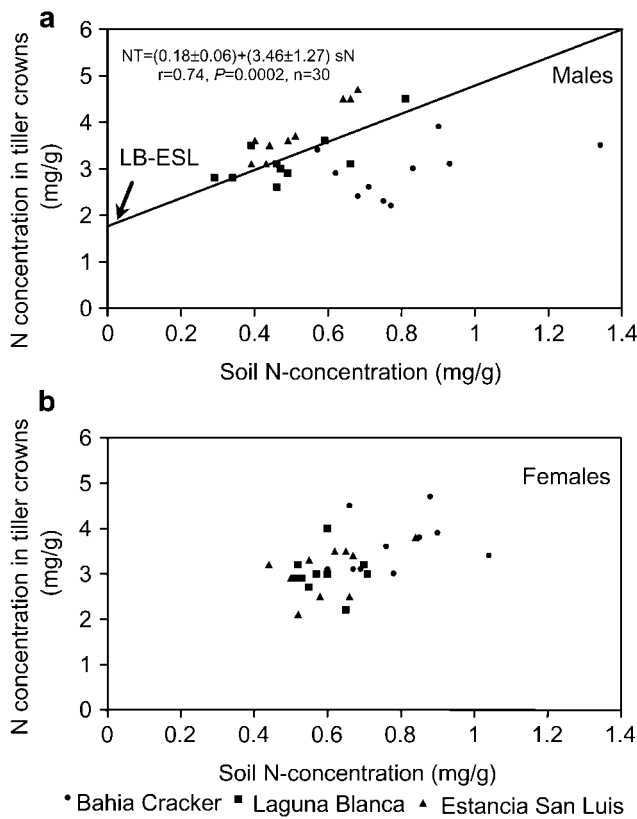 a
NT=(0.18±0.06)+(3.46±1.27) sN
r=0.74, P=0.0002, n=30
Males
LB-ESL
N concentration in tiller crowns
(mg/g)
6
5
4
3
2
1
0
0 0.2 0.4 0.6 0.8 1 1.2 1.4
Soil N-concentration (mg/g)
b
Females
N concentration in tiller crowns
(mg/g)
6
5
4
3
2
1
0
0 0.2 0.4 0.6 0.8 1 1.2 1.4
Soil N-concentration (mg/g)
Bahia Cracker Laguna Blanca Estancia San Luis